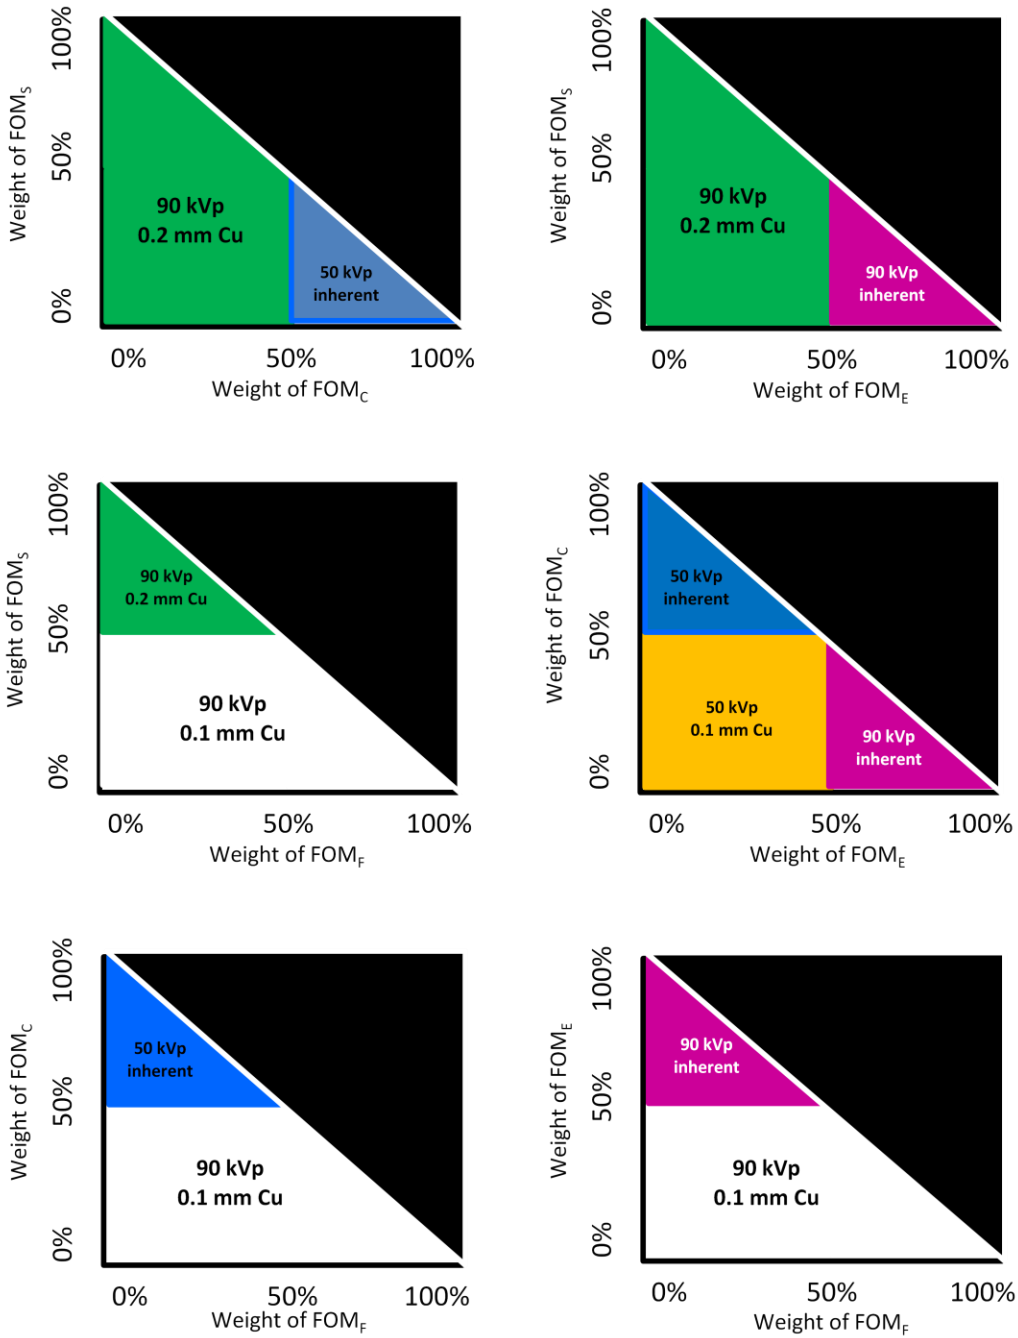 100%
50%
0%
Weight of FOMS
90 kVp
0.2 mm Cu
50 kVp
inherent
0%
50%
100%
Weight of FOMC
100%
50%
0%
Weight of FOMS
90 kVp
0.2 mm Cu
90 kVp
inherent
0%
50%
100%
Weight of FOME
100%
50%
0%
Weight of FOMS
90 kVp
0.2 mm Cu
90 kVp
0.1 mm Cu
0%
50%
100%
Weight of FOMF
100%
50%
0%
Weight of FOMC
50 kVp
inherent
50 kVp
0.1 mm Cu
90 kVp
inherent
0%
50%
100%
Weight of FOME
100%
50%
0%
Weight of FOMC
50 kVp
inherent
90 kVp
0.1 mm Cu
0%
50%
100%
Weight of FOMF
100%
50%
0%
Weight of FOME
90 kVp
inherent
90 kVp
0.1 mm Cu
0%
50%
100%
Weight of FOMF